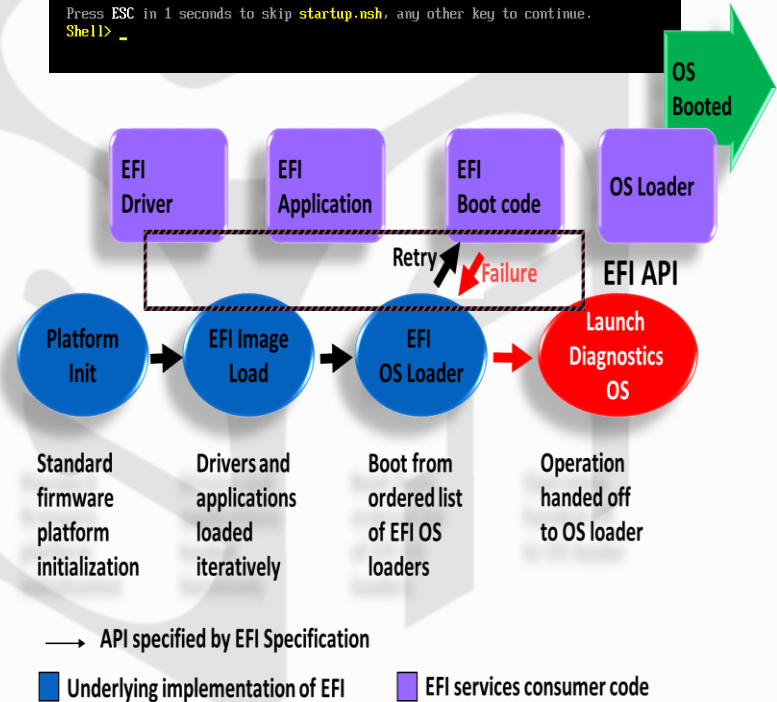 Press ESC in 1 seconds to skip startup.nsh, any other key to continue.
Shell> _
OS
Booted
EFI
Driver
EFI
Application
EFI
Boot code
OS Loader
Retry
Failure
EFI API
Platform
Init
EFI Image
Load
EFI
OS Loader
Launch
Diagnostics
OS
Standard
firmware
platform
initialization
Drivers and
applications
loaded
iteratively
Boot from
ordered list
of EFI OS
loaders
Operation
handed off
to OS loader
API specified by EFI Specification
Underlying implementation of EFI
EFI services consumer code